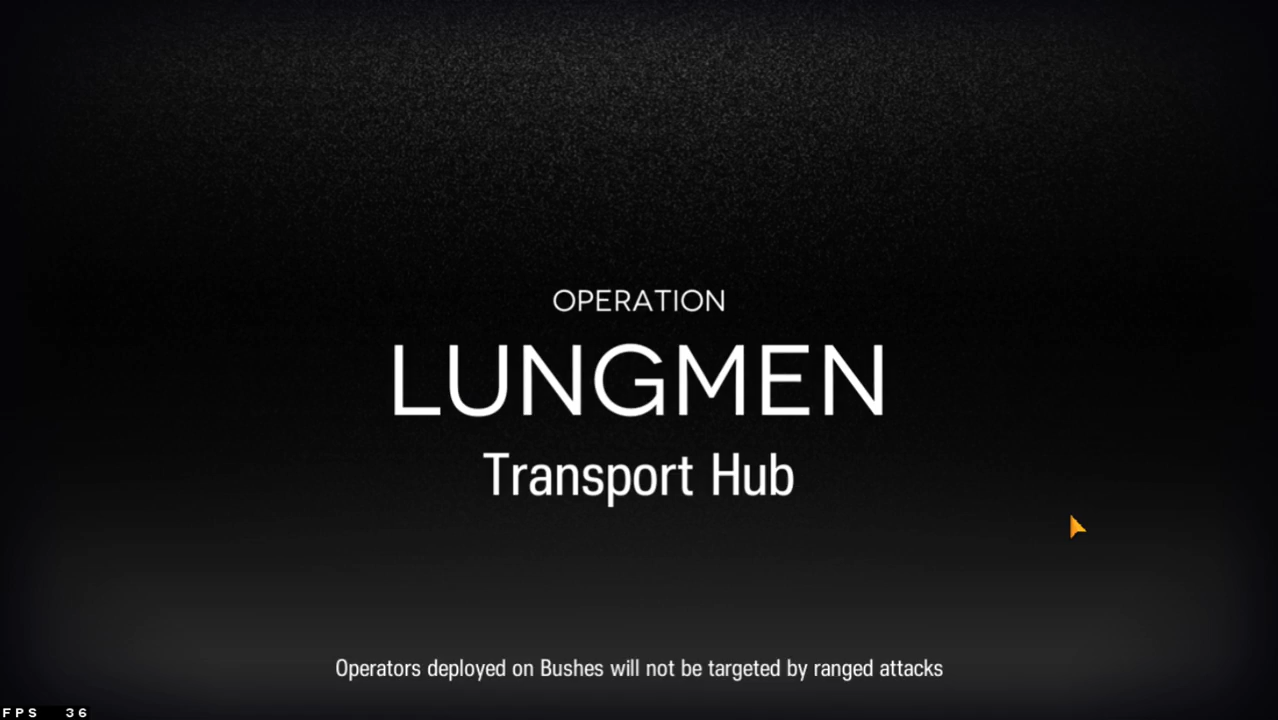 OPERATION
LUNGMEN
Transport Hub
Operators deployed on Bushes will not be targeted by ranged attacks
FPS 36